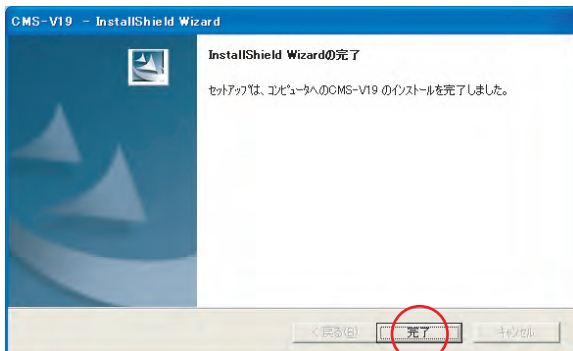 CMS-V19 - InstallShield Wizard
InstallShield Wizardの完了
ｾｯﾄｱｯﾌﾟは、ｺﾝﾋﾟｭｰﾀへのCMS-V19 のｲﾝｽﾄｰﾙを完了しました。
< 戻る(B) 完了 ｷｬﾝｾﾙ